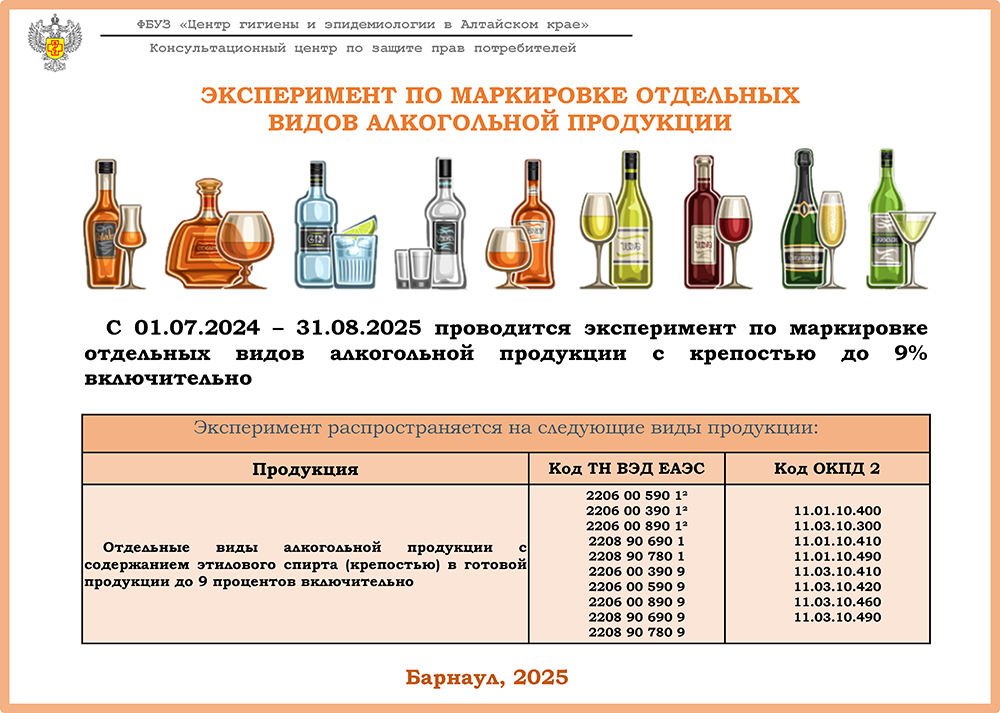 ФБУЗ «Центр гигиены и эпидемиологии в Алтайском крае»
Консультационный центр по защите прав потребителей
ЭКСПЕРИМЕНТ ПО МАРКИРОВКЕ ОТДЕЛЬНЫХ
ВИДОВ АЛКОГОЛЬНОЙ ПРОДУКЦИИ
GIN
С 01.07.2024 – 31.08.2025 проводится эксперимент по маркировке
отдельных видов алкогольной продукции с крепостью до 9%
включительно
Эксперимент распространяется на следующие виды продукции:
Продукция
Код ТН ВЭД ЕАЭС
Код ОКПД 2
Отдельные виды алкогольной продукции с
содержанием этилового спирта (крепостью) в готовой
продукции до 9 процентов включительно
2206 00 590 1²
2206 00 390 1²
2206 00 890 1²
2208 90 690 1
2208 90 780 1
2206 00 390 9
2206 00 590 9
2206 00 890 9
2208 90 690 9
2208 90 780 9
11.01.10.400
11.03.10.300
11.01.10.410
11.01.10.490
11.03.10.410
11.03.10.420
11.03.10.460
11.03.10.490
Барнаул, 2025